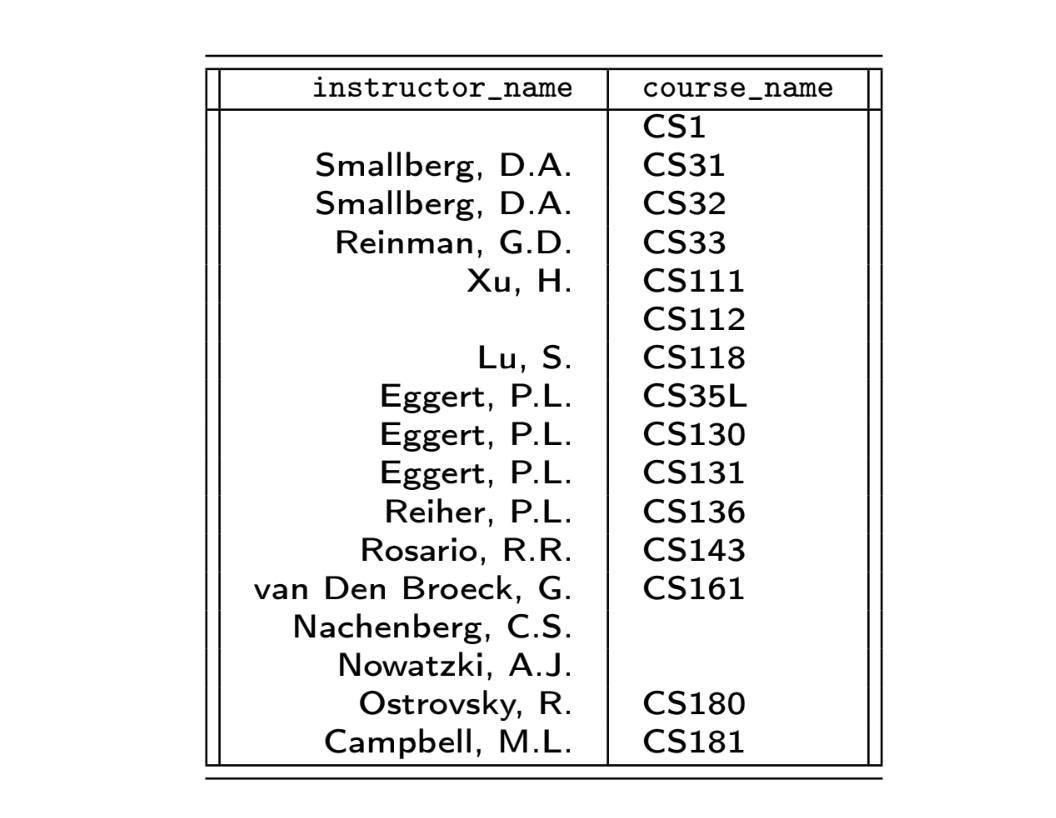 instructor_name course_name
CS1
Smallberg, D.A. CS31
Smallberg, D.A. CS32
Reinman, G.D. CS33
Xu, H. CS111
CS112
Lu, S. CS118
Eggert, P.L. CS35L
Eggert, P.L. CS130
Eggert, P.L. CS131
Reiher, P.L. CS136
Rosario, R.R. CS143
van Den Broeck, G. CS161
Nachenberg, C.S.
Nowatzki, A.J.
Ostrovsky, R. CS180
Campbell, M.L. CS181